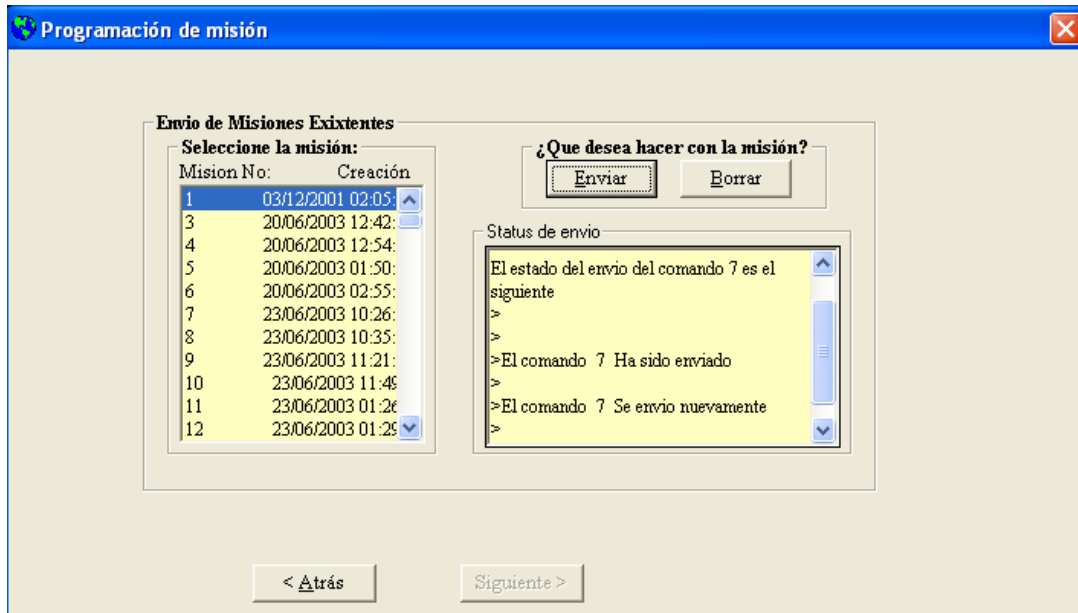 Programación de misión
Envio de Misiones Exixtentes
Seleccione la misión:
Mision No: Creación
1 03/12/2001 02:05:
3 20/06/2003 12:42:
4 20/06/2003 12:54:
5 20/06/2003 01:50:
6 20/06/2003 02:55:
7 23/06/2003 10:26:
8 23/06/2003 10:35:
9 23/06/2003 11:21:
10 23/06/2003 11:49
11 23/06/2003 01:26
12 23/06/2003 01:29
¿Que desea hacer con la misión?
Enviar Borrar
Status de envio
El estado del envio del comando 7 es el
siguiente
>
>
>El comando 7 Ha sido enviado
>
>El comando 7 Se envio nuevamente
>
< Atrás Siguiente >